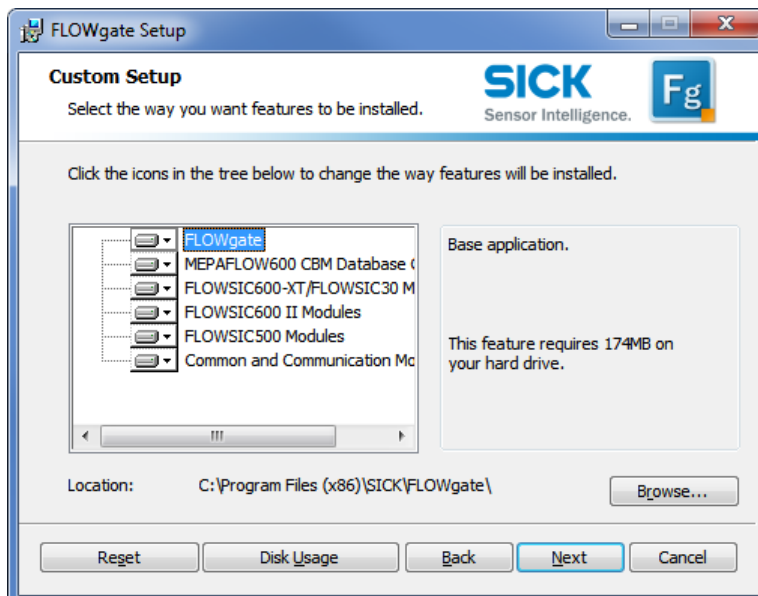 FLOWgate Setup
Custom Setup
Select the way you want features to be installed.
SICK
Sensor Intelligence.
Fg
Click the icons in the tree below to change the way features will be installed.
FLOWgate
MEPAFLOW600 CBM Database
FLOWSIC600-XT/FLOWSIC30 M
FLOWSIC600 II Modules
FLOWSIC500 Modules
Common and Communication Mo
Base application.
This feature requires 174MB on
your hard drive.
Location: C:\Program Files (x86)\SICK\FLOWgate\
Browse...
Reset Disk Usage Back Next Cancel